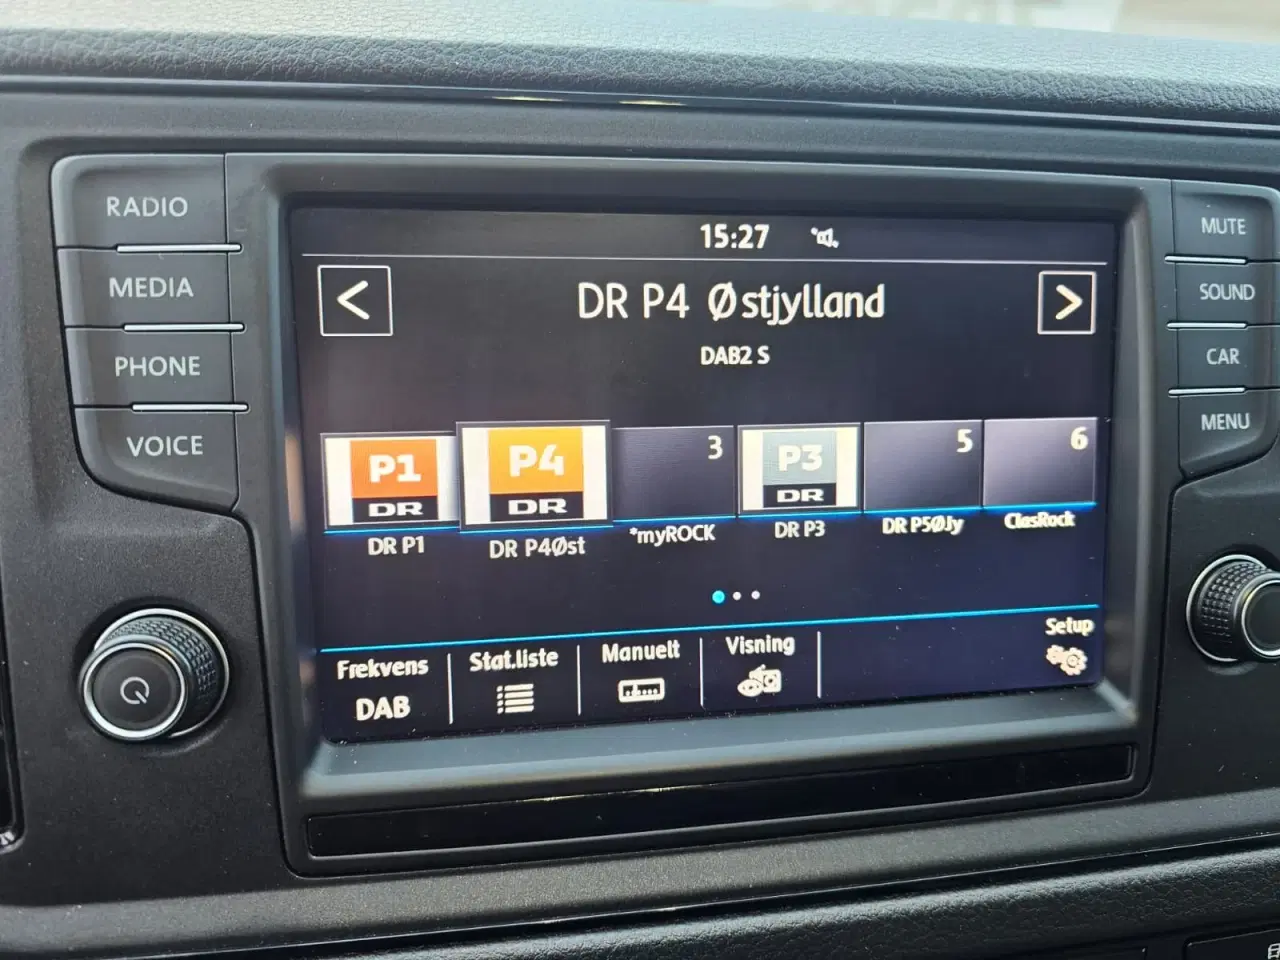 RADIO
MEDIA
PHONE
VOICE
15:27
<
DR P4 Østjylland
>
DAB2 S
P1
DR
P4
DR
3
P3
DR
5
6
DR P1
DR P4Øst
*myROCK
DR P3
DR P5ØJy
ClasRock
Frekvens
DAB
Stat.liste
Manuelt
Visning
Setup
MUTE
SOUND
CAR
MENU